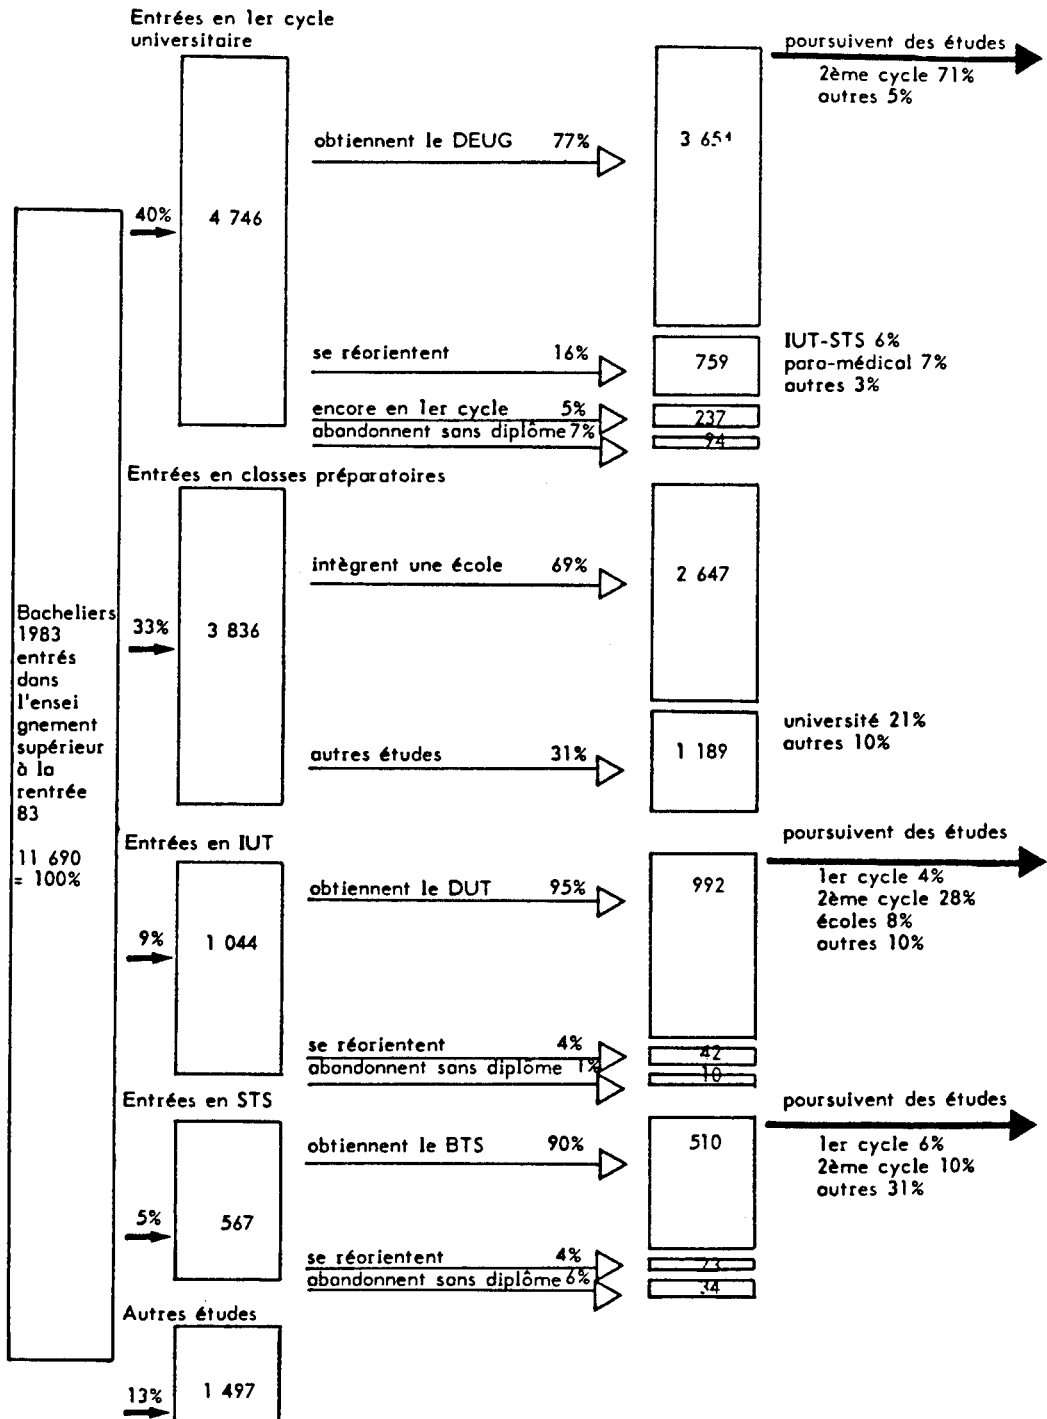 Entrées en 1er cycle
universitaire
poursuivent des études
2ème cycle 71%
autres 5%
obtiennent le DEUG 77%
3 654
40%
4 746
se réorientent 16%
759
IUT-STS 6%
para-médical 7%
autres 3%
encore en 1er cycle 5%
237
abandonnent sans diplôme 7%
94
Entrées en classes préparatoires
intègrent une école 69%
2 647
Bacheliers
1983
entrés
dans
l'ensei
gnement
supérieur
à la
rentrée
83
11 690
= 100%
33%
3 836
autres études 31%
1 189
université 21%
autres 10%
Entrées en IUT
poursuivent des études
1er cycle 4%
2ème cycle 28%
écoles 8%
autres 10%
obtiennent le DUT 95%
992
9%
1 044
se réorientent 4%
42
abandonnent sans diplôme 1%
10
Entrées en STS
poursuivent des études
1er cycle 6%
2ème cycle 10%
autres 31%
obtiennent le BTS 90%
510
5%
567
se réorientent 4%
23
abandonnent sans diplôme 6%
34
Autres études
13%
1 497